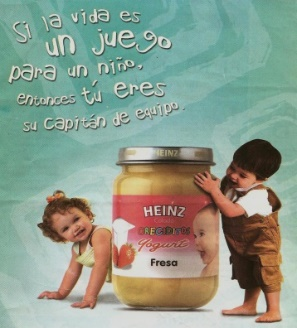 Si la vida es
un juego
para un niño,
entonces tú eres
su capitán de equipo.
HEINZ
HEINZ
Yogurt
Fresa